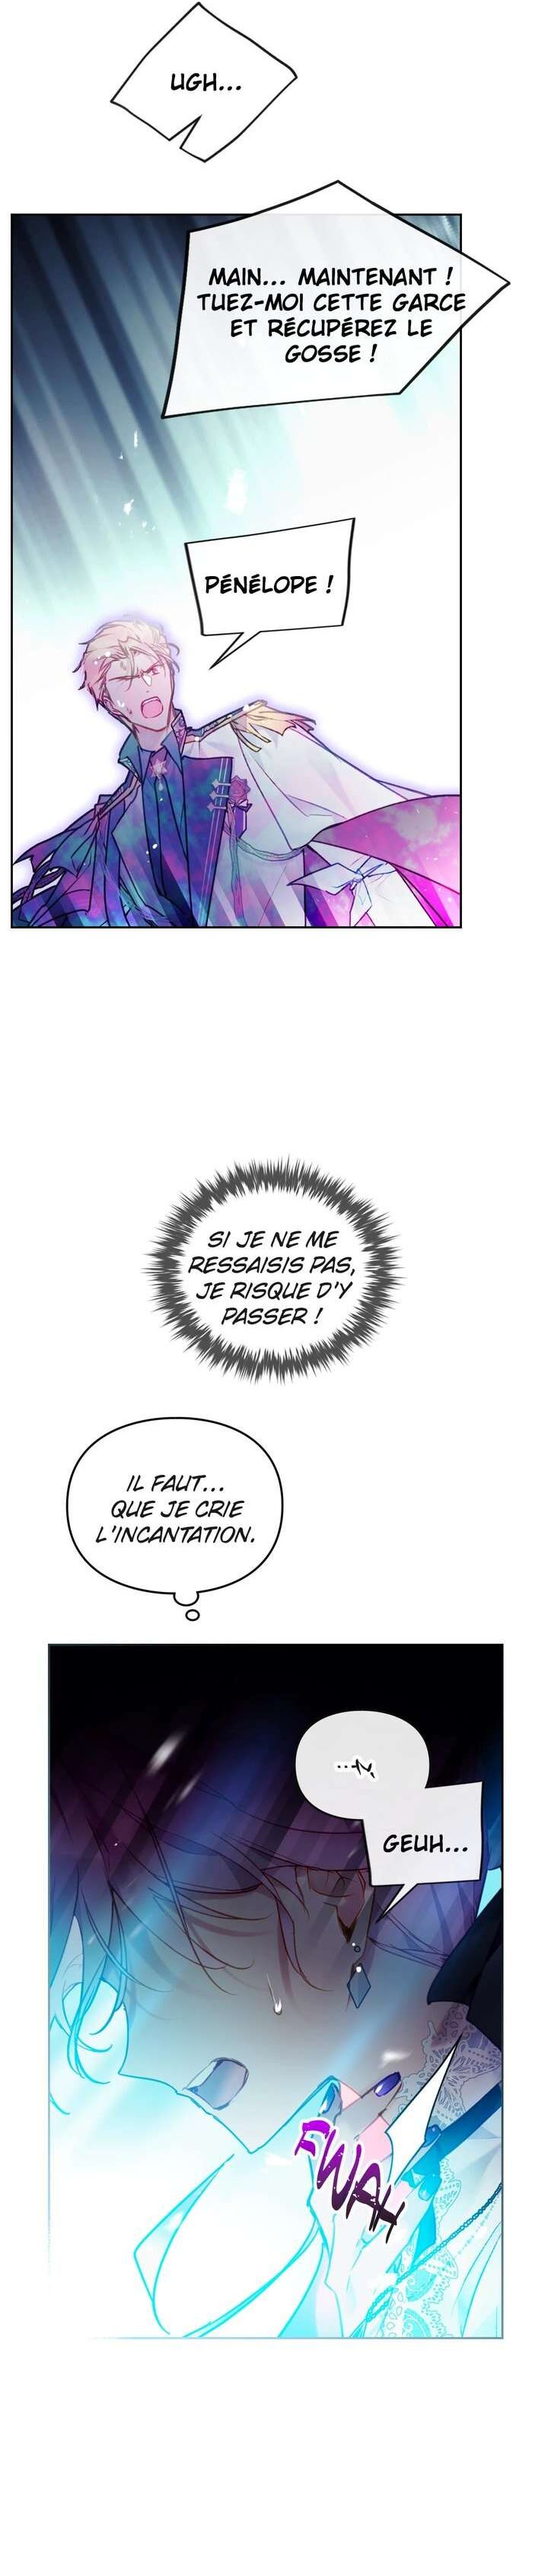 UGH...
MAIN... MAINTENANT !
TUEZ-MOI CETTE GARCE
ET RÉCUPÉREZ LE
GOSSE !
PÉNÉLOPE !
SI JE NE ME
RESSAISIS PAS,
JE RISQUE D'Y
PASSER !
IL FAUT...
QUE JE CRIE
L'INCANTATION.
GEUH...
FWAH